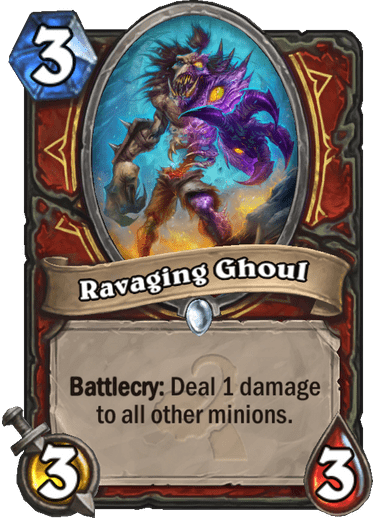 3
Ravaging Ghoul
Battlecry: Deal 1 damage
to all other minions.
3
3